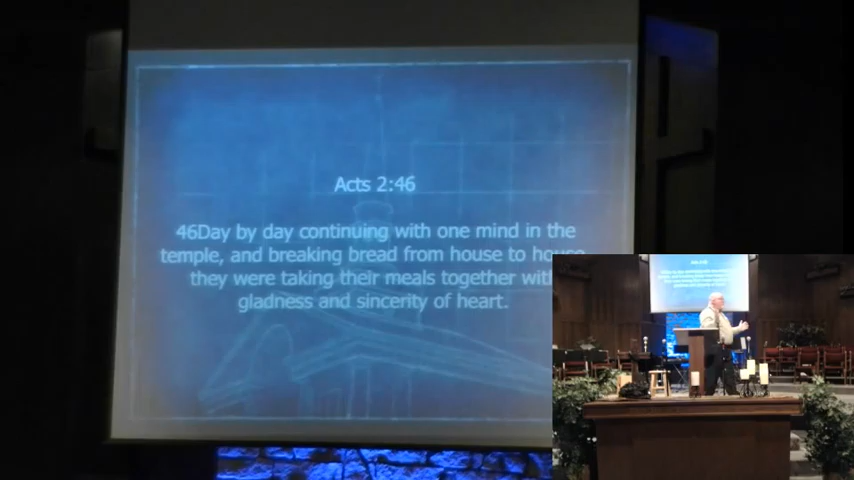 Acts 2:46
46Day by day continuing with one mind in the
temple, and breaking bread from house to house
they were taking their meals together with
gladness and sincerity of heart.